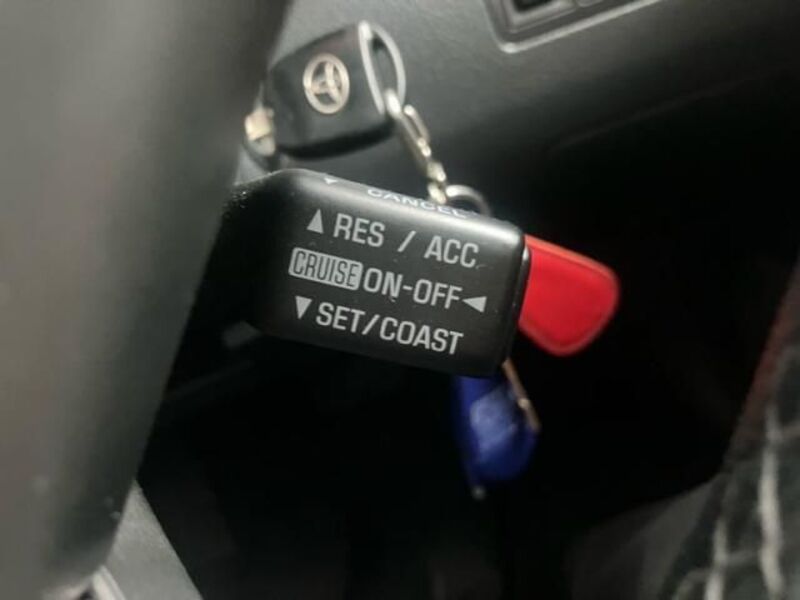 CANCEL
▲ RES / ACC
CRUISE ON-OFF ◄
▼ SET/COAST